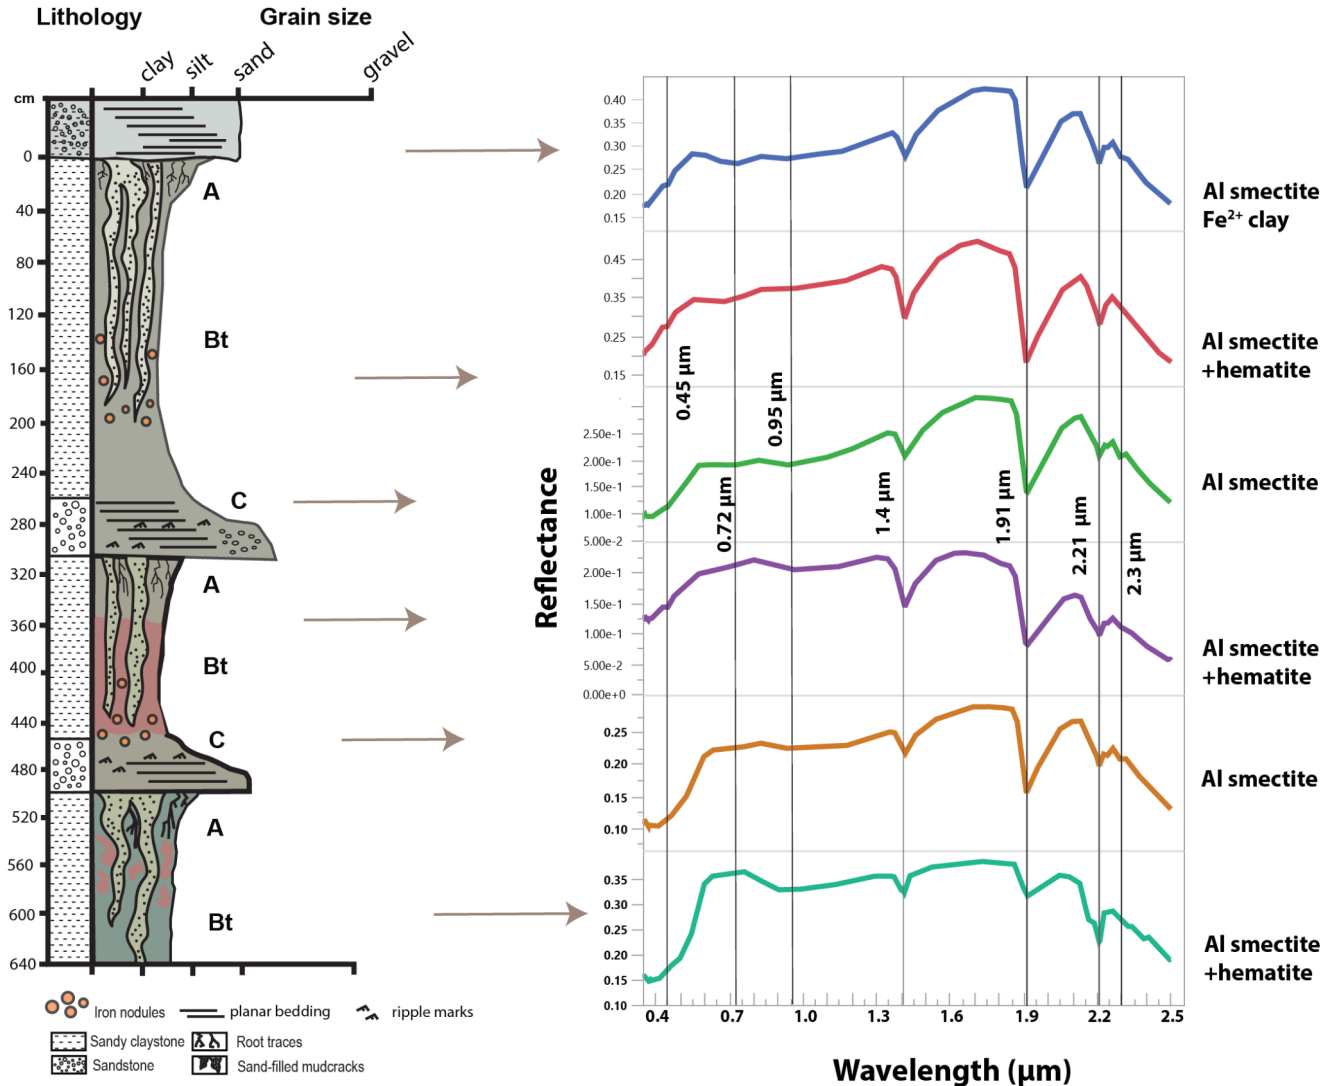 Lithology
Grain size
clay
silt
sand
gravel
cm
0
40
80
120
160
200
240
280
320
360
400
440
480
520
560
600
640
A
Bt
C
A
Bt
C
A
Bt
Iron nodules
planar bedding
ripple marks
Sandy claystone
Root traces
Sandstone
Sand-filled mudcracks
Reflectance
0.40
0.35
0.30
0.25
0.20
0.15
0.45
0.35
0.25
0.15
2.50e-1
2.00e-1
1.50e-1
1.00e-1
5.00e-2
2.00e-1
1.50e-1
1.00e-1
5.00e-2
0.00e+0
0.25
0.20
0.15
0.10
0.35
0.30
0.25
0.20
0.15
0.10
0.45 µm
0.72 µm
0.95 µm
1.4 µm
1.91 µm
2.21 µm
2.3 µm
0.4
0.7
1.0
1.3
1.6
1.9
2.2
2.5
Wavelength (µm)
Al smectite
Fe²⁺ clay
Al smectite
+hematite
Al smectite
Al smectite
+hematite
Al smectite
Al smectite
+hematite